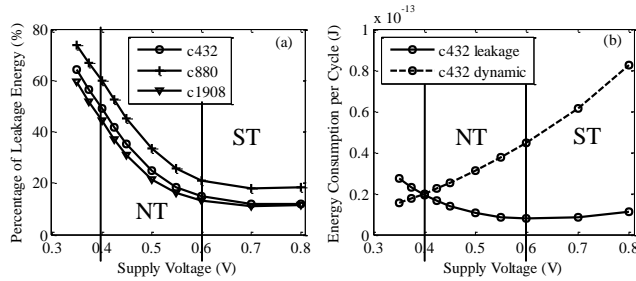 Percentage of Leakage Energy (%)
80
60
40
20
0
0.3 0.4 0.5 0.6 0.7 0.8
Supply Voltage (V)
(a)
c432
c880
c1908
ST
NT
Energy Consumption per Cycle (J)
x 10^-13
1
0.8
0.6
0.4
0.2
0
0.3 0.4 0.5 0.6 0.7 0.8
Supply Voltage (V)
(b)
c432 leakage
c432 dynamic
NT
ST